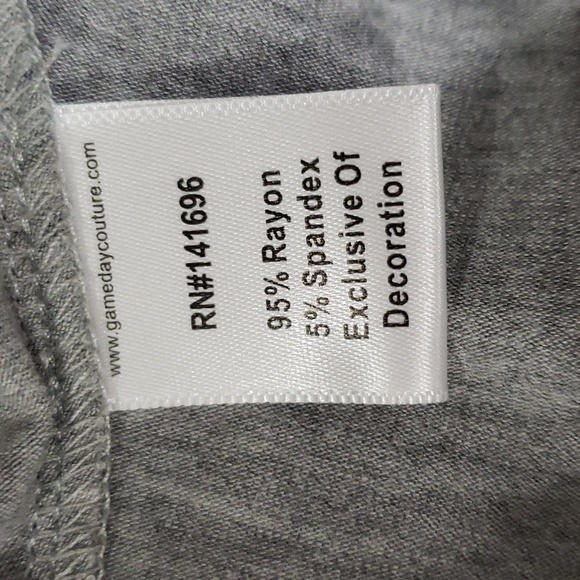 www.gamedaycouture.com
RN#141696
95% Rayon
5% Spandex
Exclusive Of
Decoration